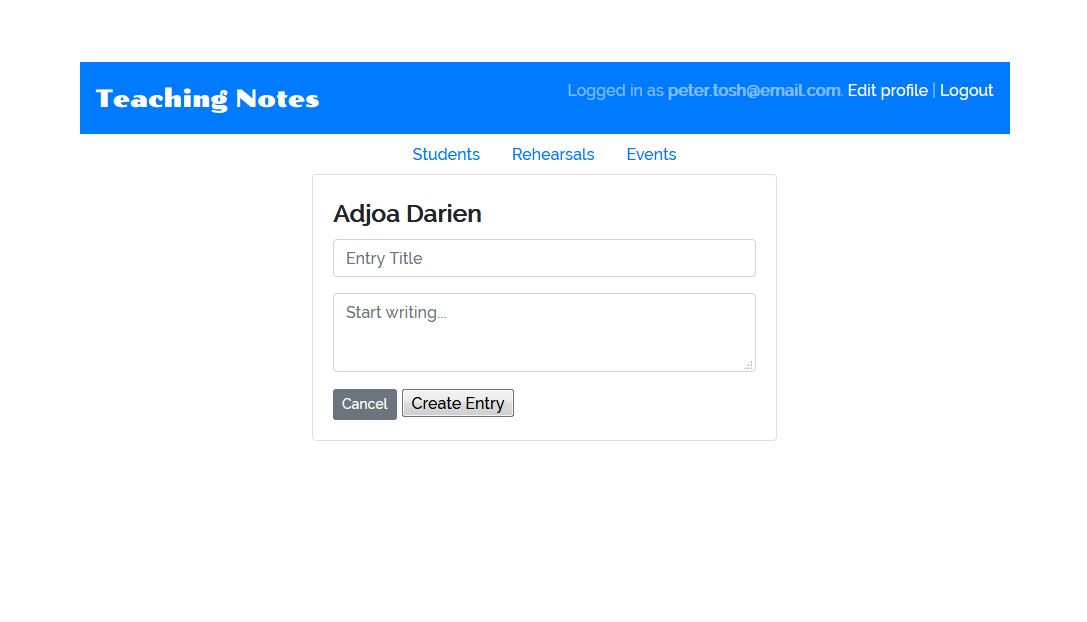 Teaching Notes
Logged in as peter.tosh@email.com. Edit profile | Logout
Students Rehearsals Events
Adjoa Darien
Entry Title
Start writing...
Cancel Create Entry